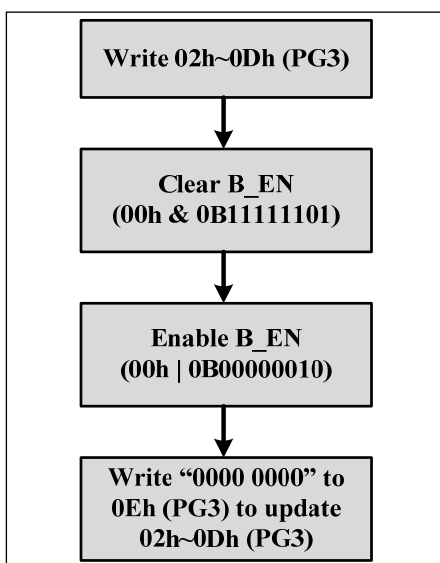 Write 02h~0Dh (PG3)
Clear B_EN
(00h & 0B11111101)
Enable B_EN
(00h | 0B00000010)
Write “0000 0000” to
0Eh (PG3) to update
02h~0Dh (PG3)